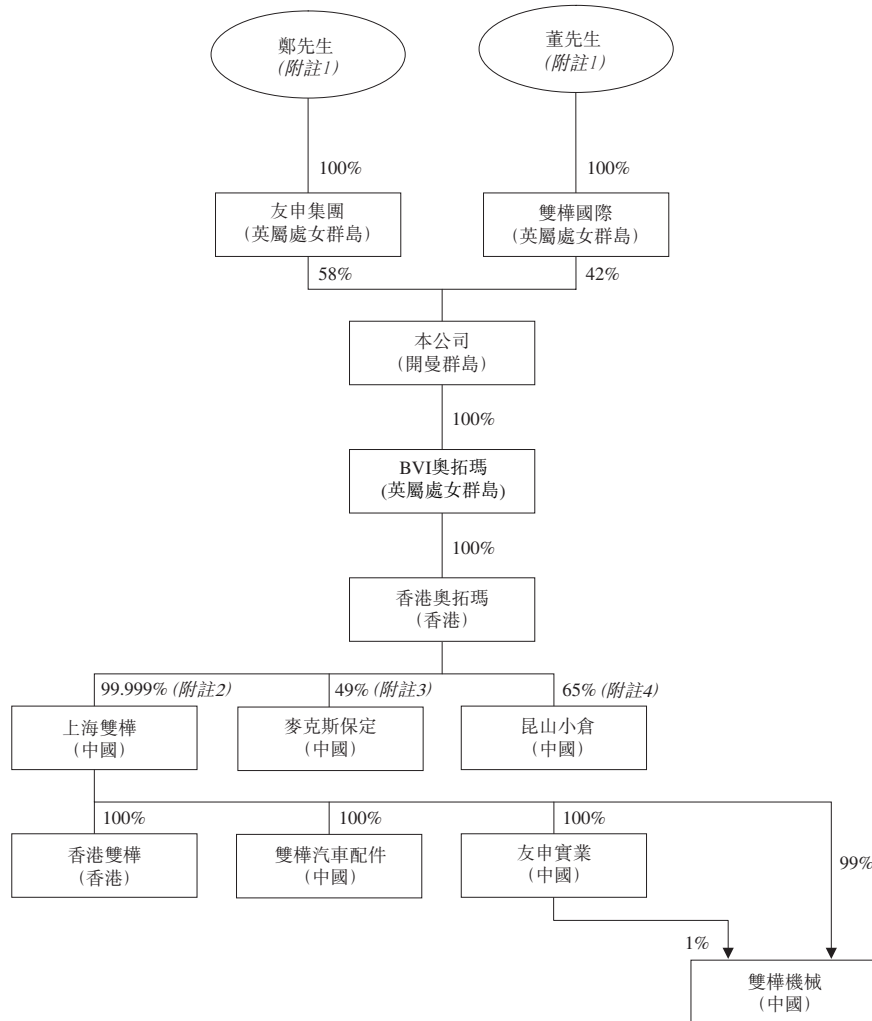 鄭先生
(附註1)
董先生
(附註1)
100%
100%
友申集團
(英屬處女群島)
雙樺國際
(英屬處女群島)
58%
42%
本公司
(開曼群島)
100%
BVI奧拓瑪
(英屬處女群島)
100%
香港奧拓瑪
(香港)
99.999% (附註2)
49% (附註3)
65% (附註4)
上海雙樺
(中國)
麥克斯保定
(中國)
昆山小倉
(中國)
100%
100%
100%
99%
香港雙樺
(香港)
雙樺汽車配件
(中國)
友申實業
(中國)
1%
雙樺機械
(中國)